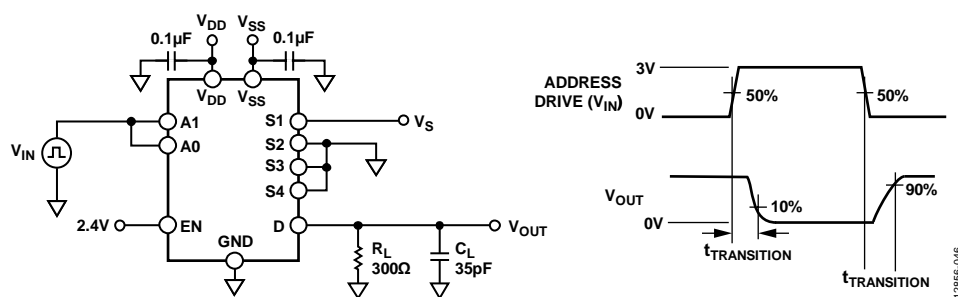 VDD
VSS
0.1µF
0.1µF
VDD
VSS
A1
A0
VIN
S1
VS
S2
S3
S4
2.4V
EN
D
VOUT
GND
RL
300Ω
CL
35pF
3V
ADDRESS
DRIVE (VIN)
50%
50%
0V
VOUT
10%
90%
0V
tTRANSITION
tTRANSITION
12856-046